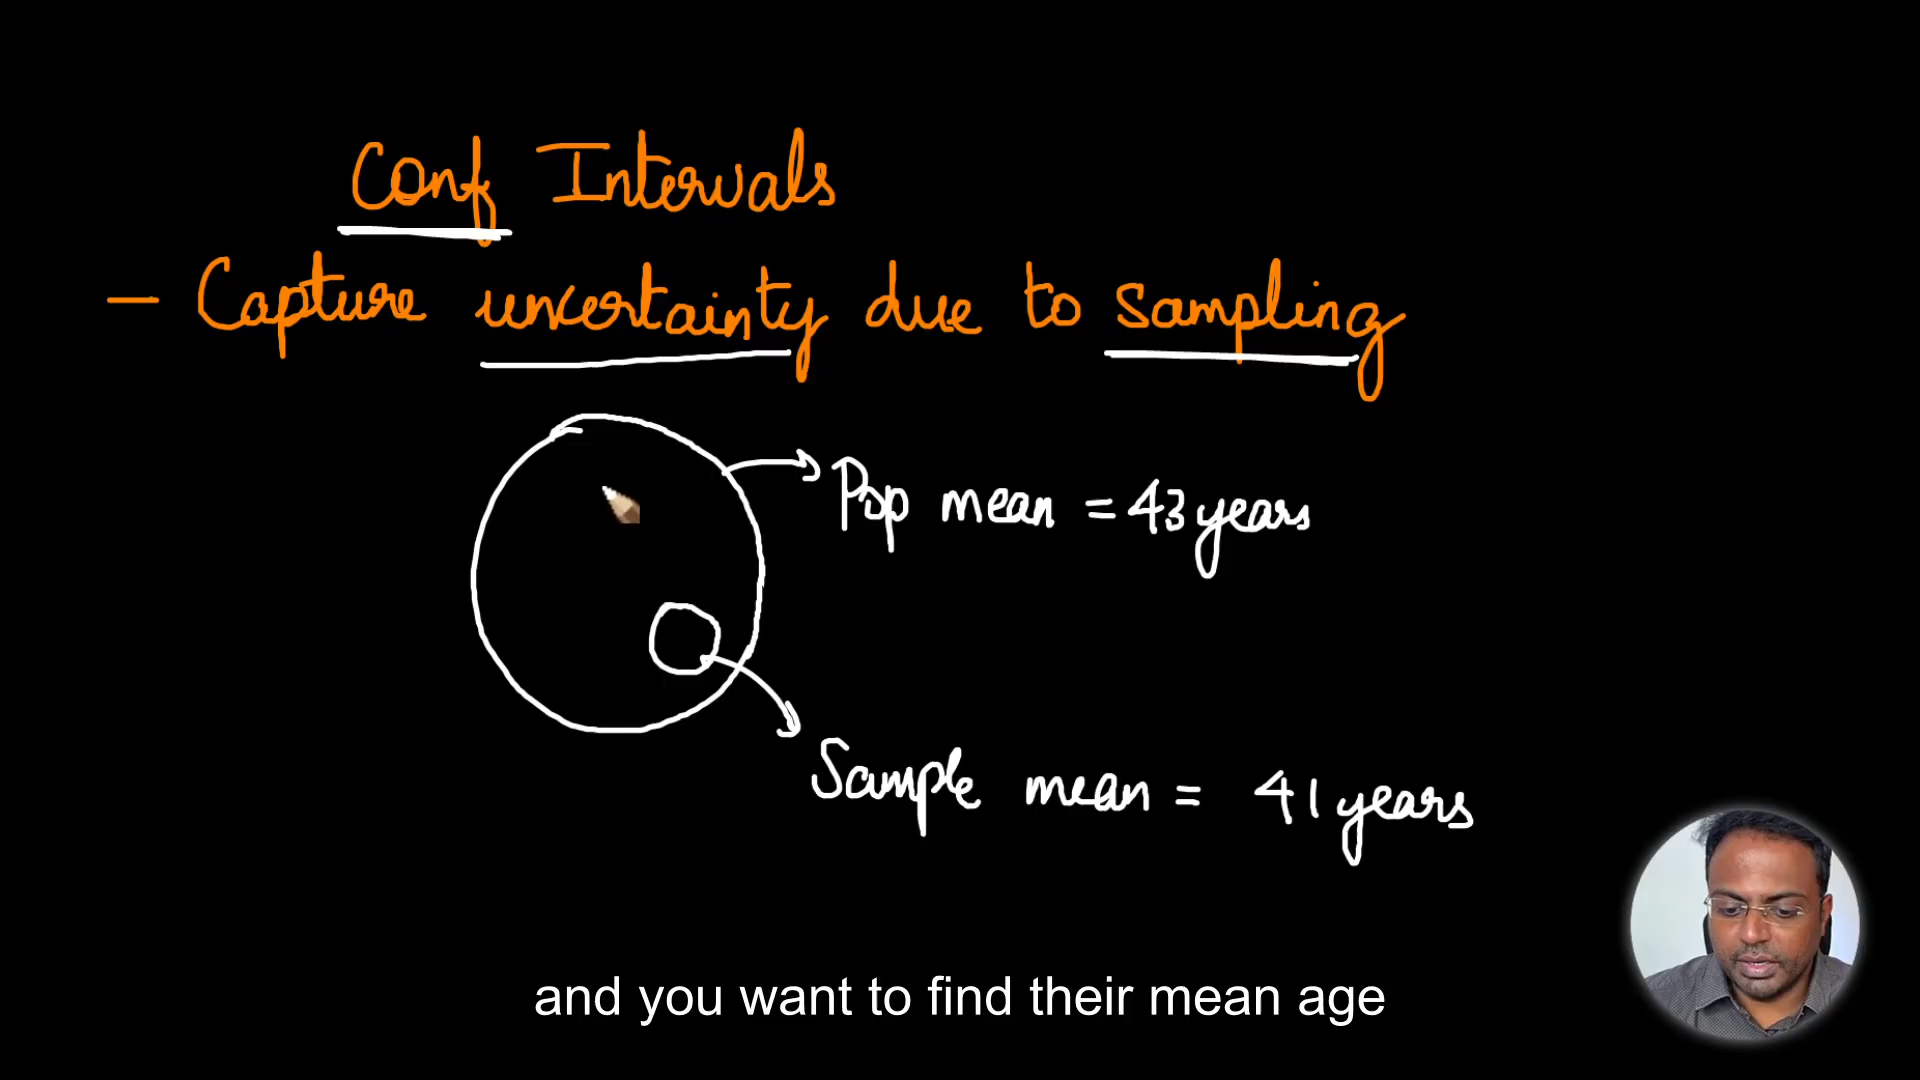 Conf Intervals
- Capture uncertainty due to sampling
Pop mean = 43 years
Sample mean = 41 years
and you want to find their mean age